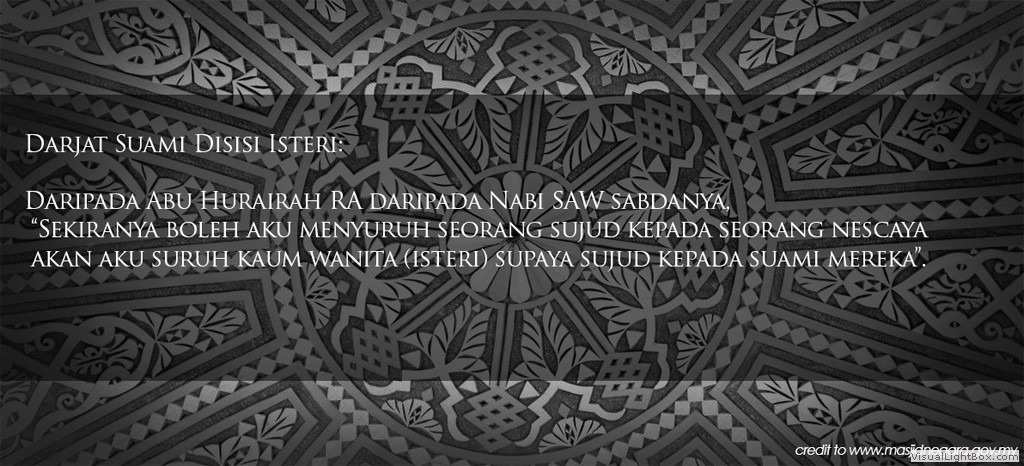 Darjat Suami Disisi Isteri:
Daripada Abu Hurairah RA daripada Nabi SAW sabdanya,
“Sekiranya boleh aku menyuruh seorang sujud kepada seorang nescaya
akan aku suruh kaum wanita (isteri) supaya sujud kepada suami mereka”.
credit to www.masjidnegara.gov.my
VisualLightBox.com